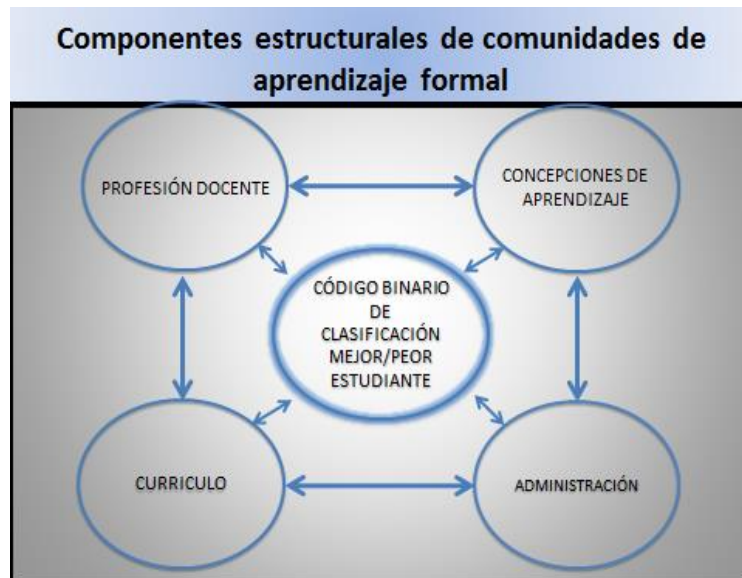 Componentes estructurales de comunidades de
aprendizaje formal
PROFESIÓN DOCENTE
CONCEPCIONES DE
APRENDIZAJE
CÓDIGO BINARIO
DE
CLASIFICACIÓN
MEJOR/PEOR
ESTUDIANTE
CURRICULO
ADMINISTRACIÓN